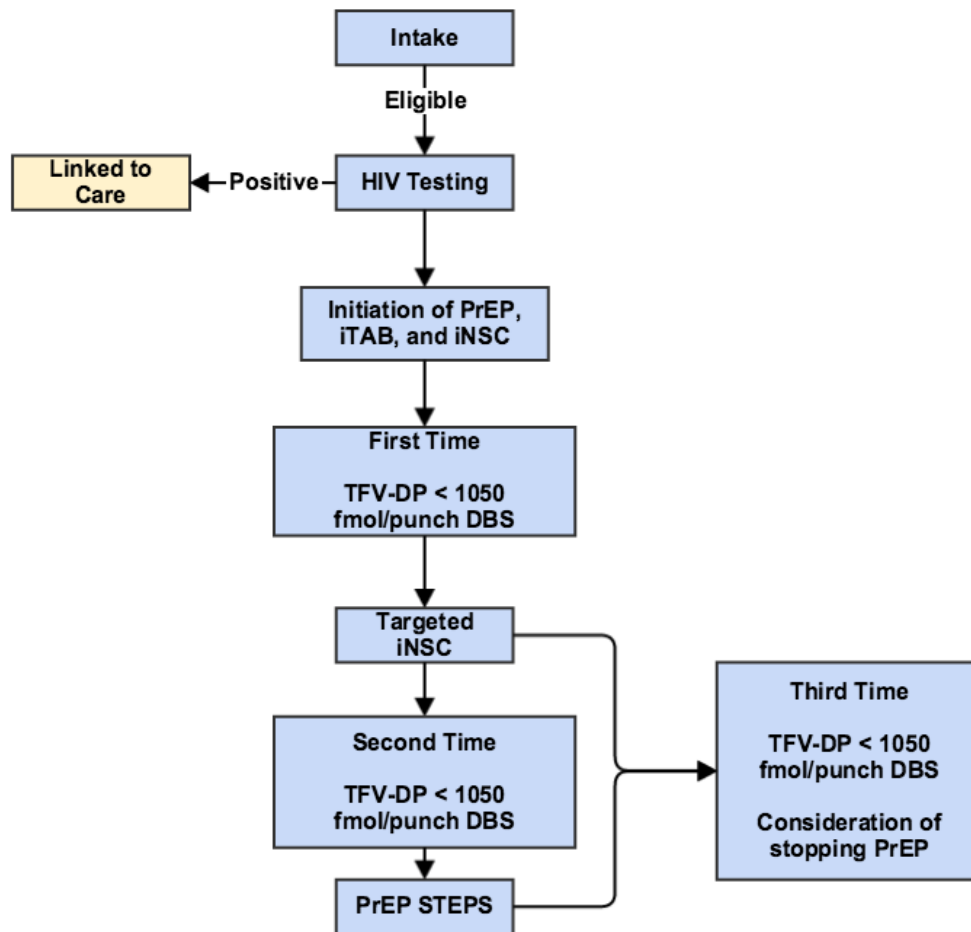 Intake
Eligible
Linked to
Care
Positive
HIV Testing
Initiation of PrEP,
iTAB, and iNSC
First Time
TFV-DP < 1050
fmol/punch DBS
Targeted
iNSC
Second Time
TFV-DP < 1050
fmol/punch DBS
PrEP STEPS
Third Time
TFV-DP < 1050
fmol/punch DBS
Consideration of
stopping PrEP